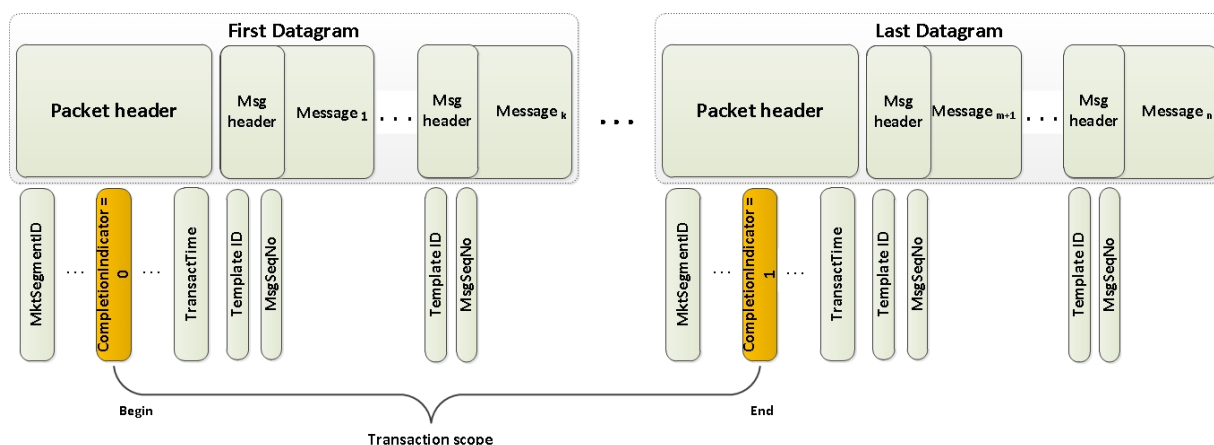 First Datagram
Last Datagram
Packet header
Msg header
Message 1
. . .
Msg header
Message k
. . .
Packet header
Msg header
Message m+1
. . .
Msg header
Message n
MktSegmentID
...
CompletionIndicator = 0
...
TransactTime
Template ID
MsgSeqNo
Template ID
MsgSeqNo
MktSegmentID
...
CompletionIndicator = 1
...
TransactTime
Template ID
MsgSeqNo
Template ID
MsgSeqNo
Begin
End
Transaction scope